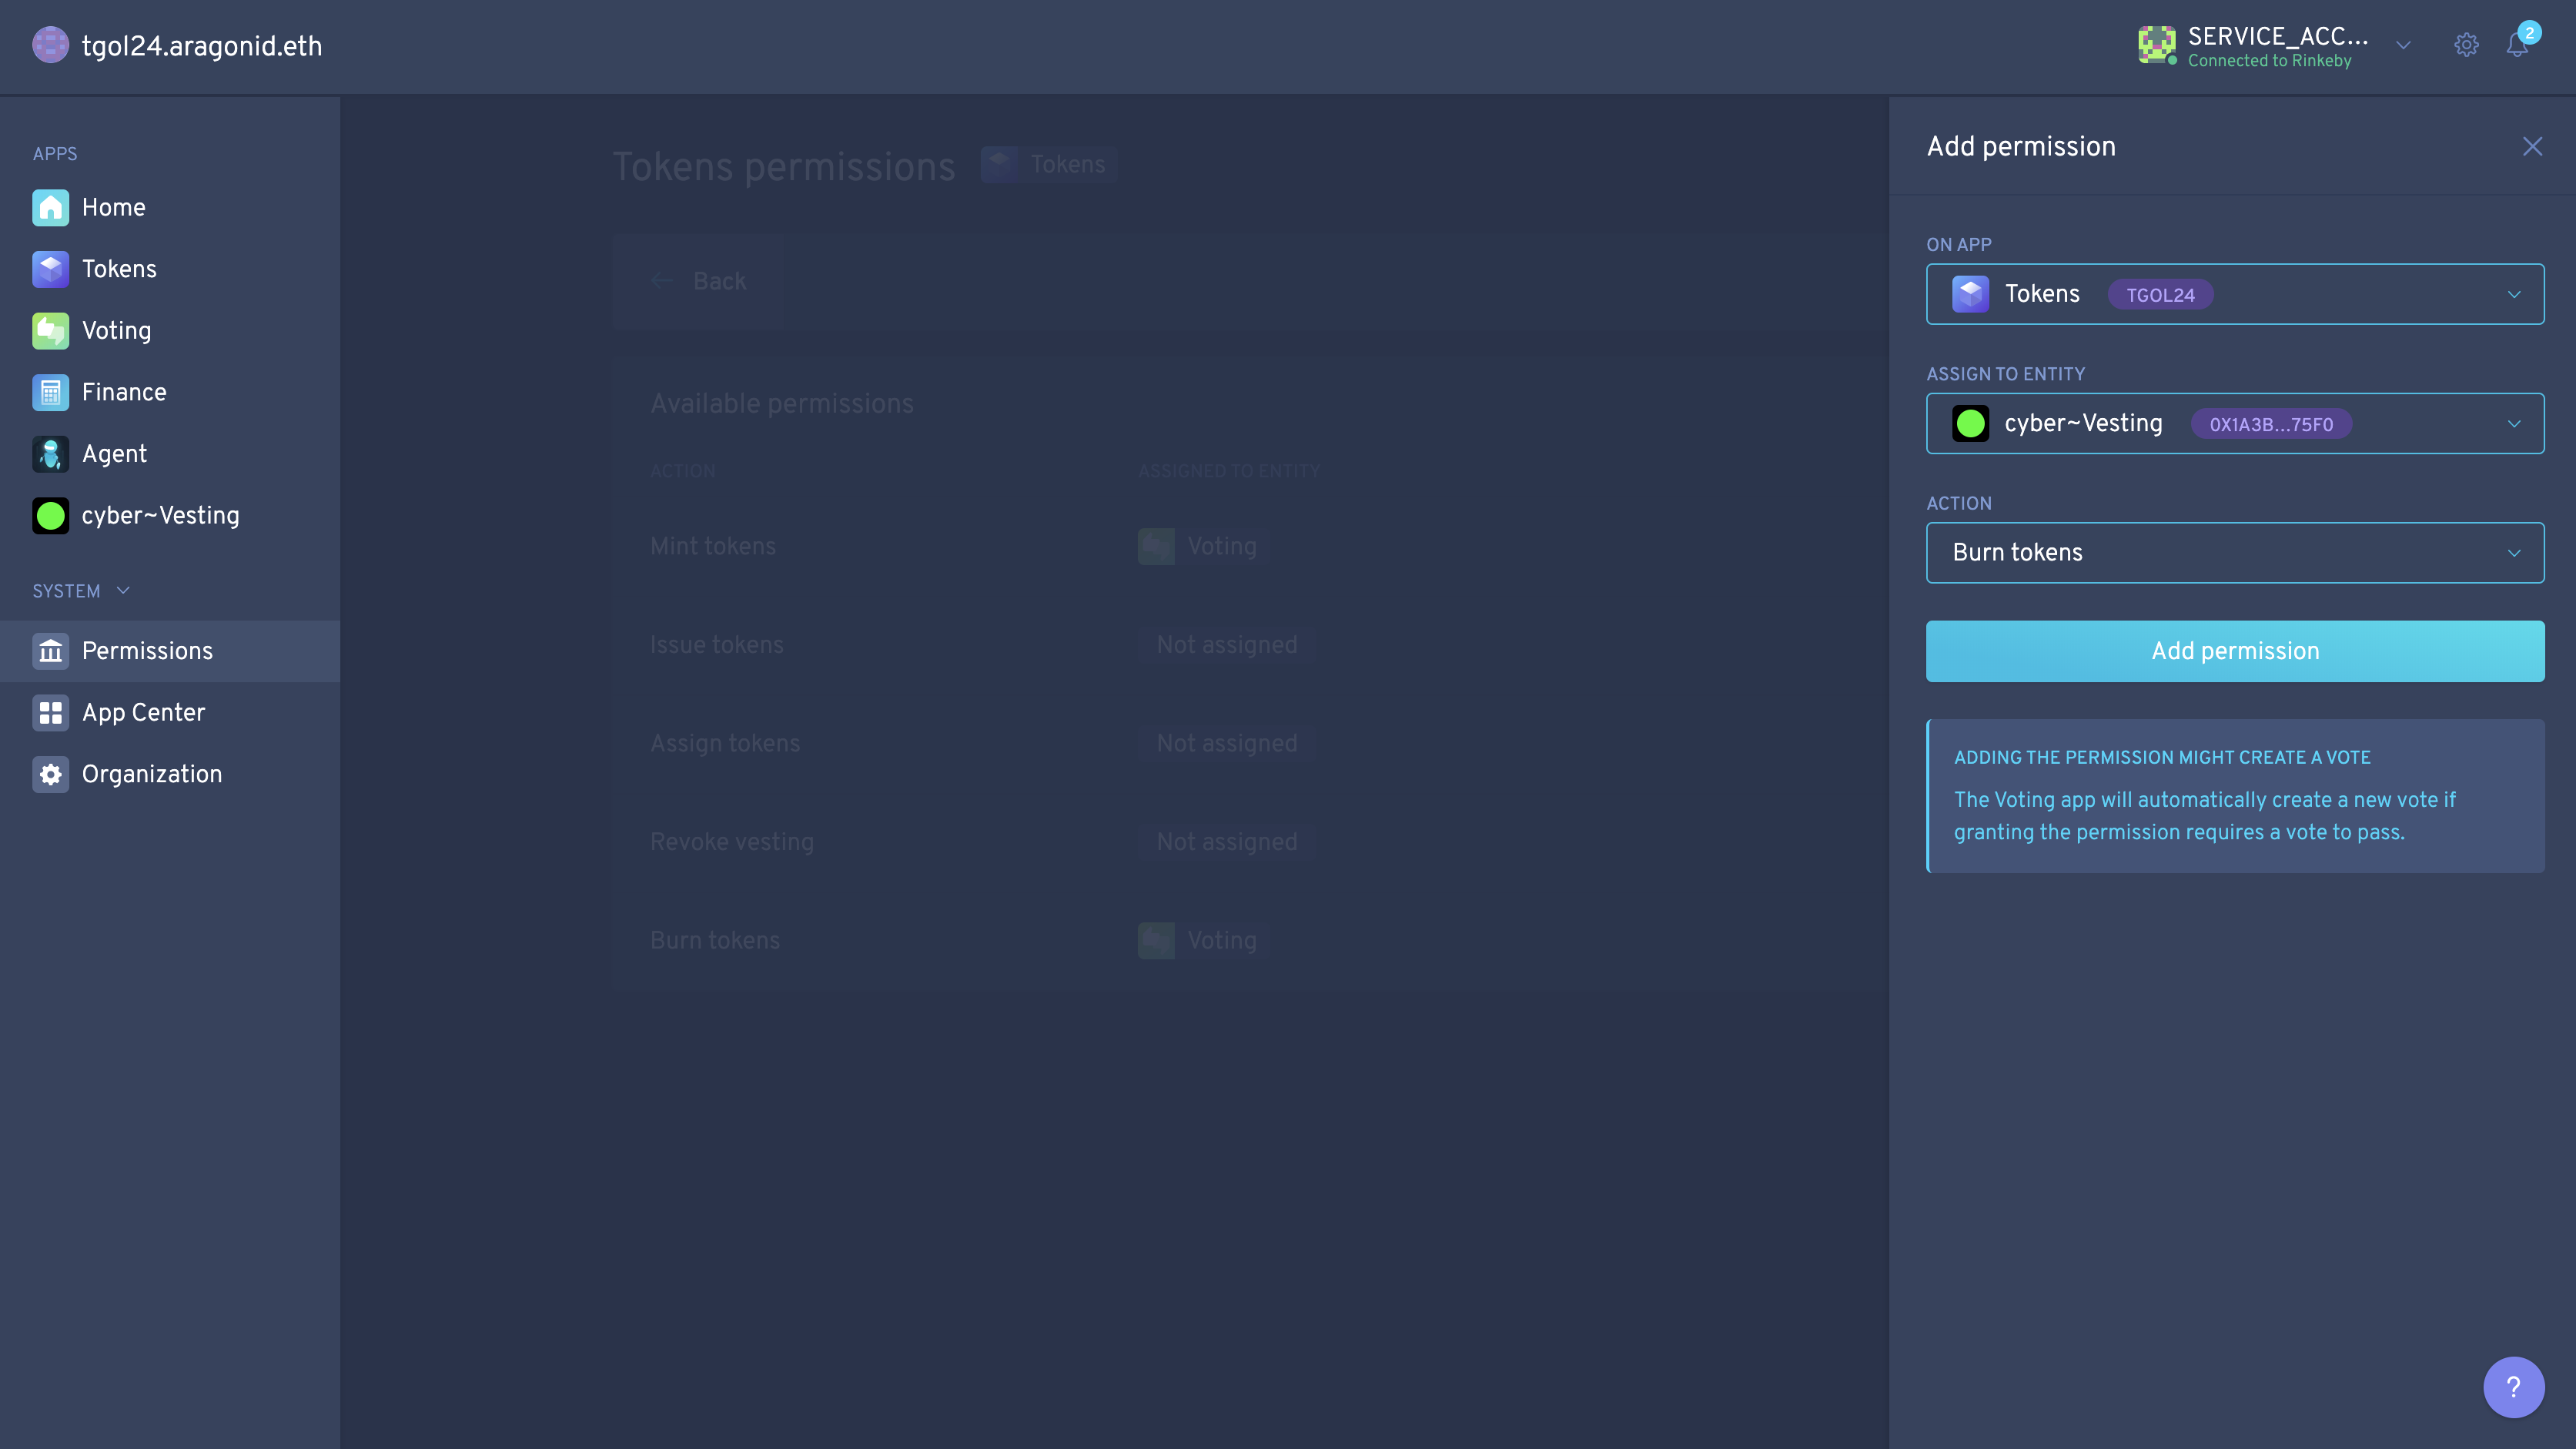 tgol24.aragonid.eth
SERVICE_ACC...
Connected to Rinkeby
2
APPS
Home
Tokens
Voting
Finance
Agent
cyber~Vesting
SYSTEM
Permissions
App Center
Organization
Tokens permissions
Tokens
Back
Available permissions
ACTION
ASSIGNED TO ENTITY
Mint tokens
Voting
Issue tokens
Not assigned
Assign tokens
Not assigned
Revoke vesting
Not assigned
Burn tokens
Voting
Add permission
ON APP
Tokens
TGOL24
ASSIGN TO ENTITY
cyber~Vesting
0X1A3B...75F0
ACTION
Burn tokens
Add permission
ADDING THE PERMISSION MIGHT CREATE A VOTE
The Voting app will automatically create a new vote if
granting the permission requires a vote to pass.
?